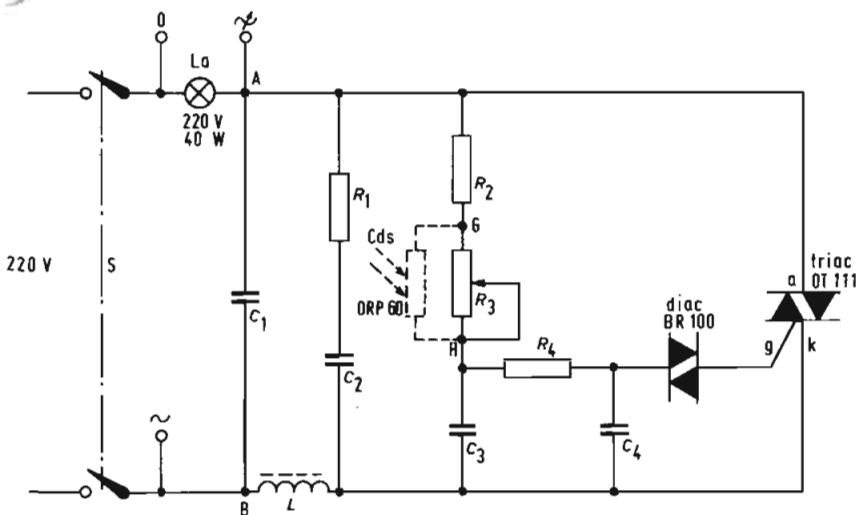 0
La
A
220 V
40 W
R1
R2
G
Cds
ORP 60
R3
H
220 V
S
C1
C2
R4
diac
BR 100
triac
OT 111
a
g
k
~
C3
C4
B
L